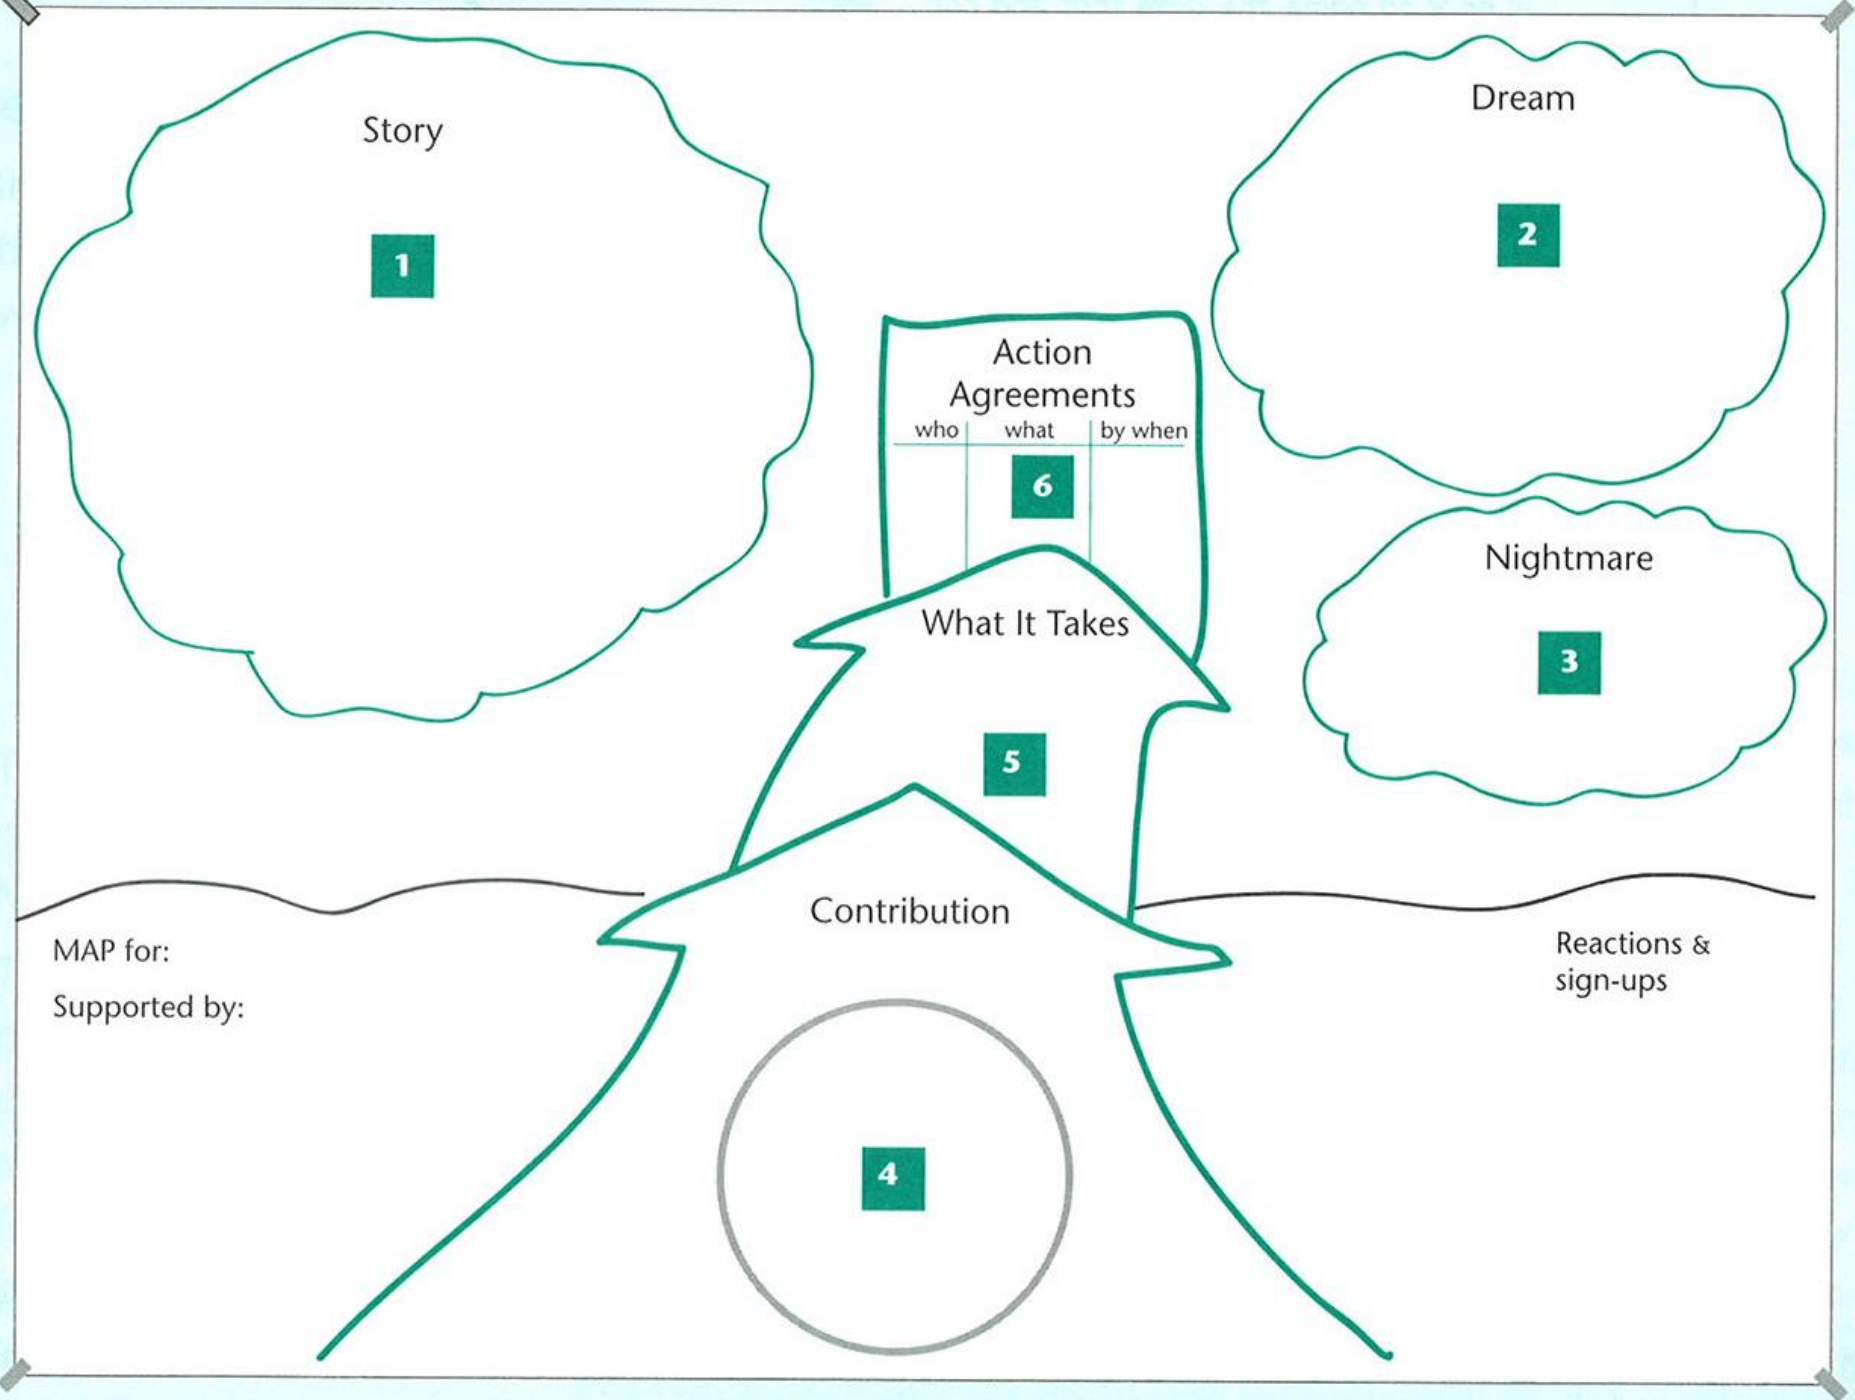 Story
1
Dream
2
Action
Agreements
who what by when
6
Nightmare
3
What It Takes
5
Contribution
4
MAP for:
Supported by:
Reactions &
sign-ups